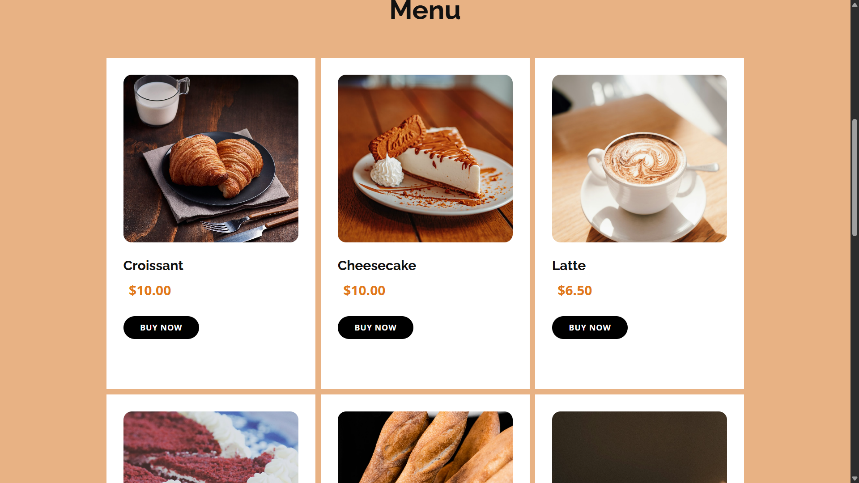 Menu
Croissant
$10.00
BUY NOW
Cheesecake
$10.00
BUY NOW
Latte
$6.50
BUY NOW